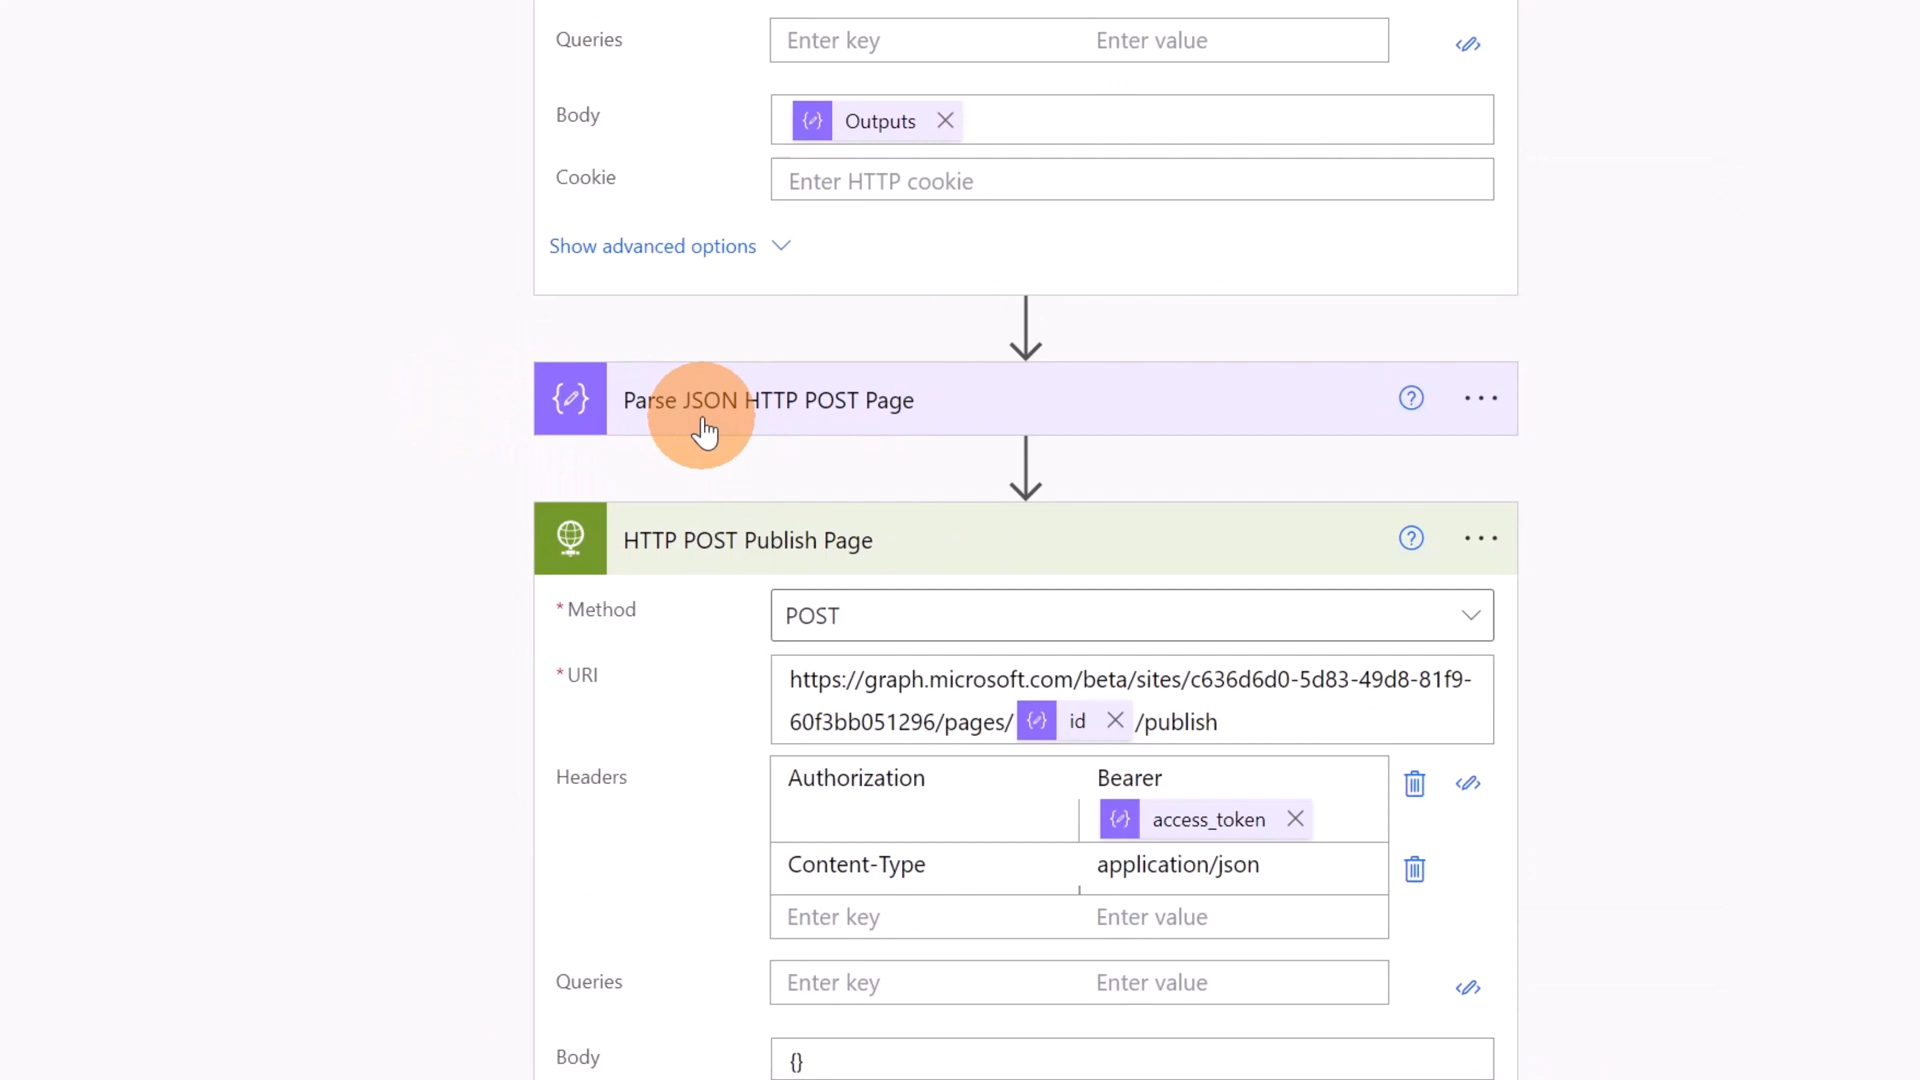 Queries
Enter key Enter value
Body
Outputs
Cookie
Enter HTTP cookie
Show advanced options
Parse JSON HTTP POST Page
HTTP POST Publish Page
* Method
POST
* URI
https://graph.microsoft.com/beta/sites/c636d6d0-5d83-49d8-81f9-
60f3bb051296/pages/ id /publish
Headers
Authorization Bearer
access_token
Content-Type application/json
Enter key Enter value
Queries
Enter key Enter value
Body
{}